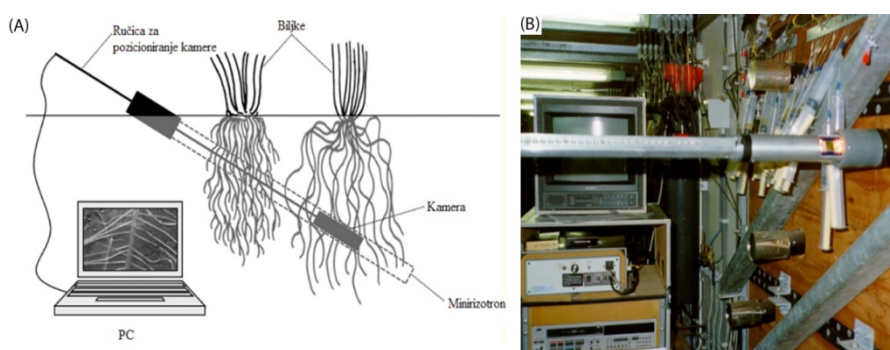 (A)
Ručica za
pozicioniranje kamere
Biljke
Kamera
Minirizotron
PC
(B)